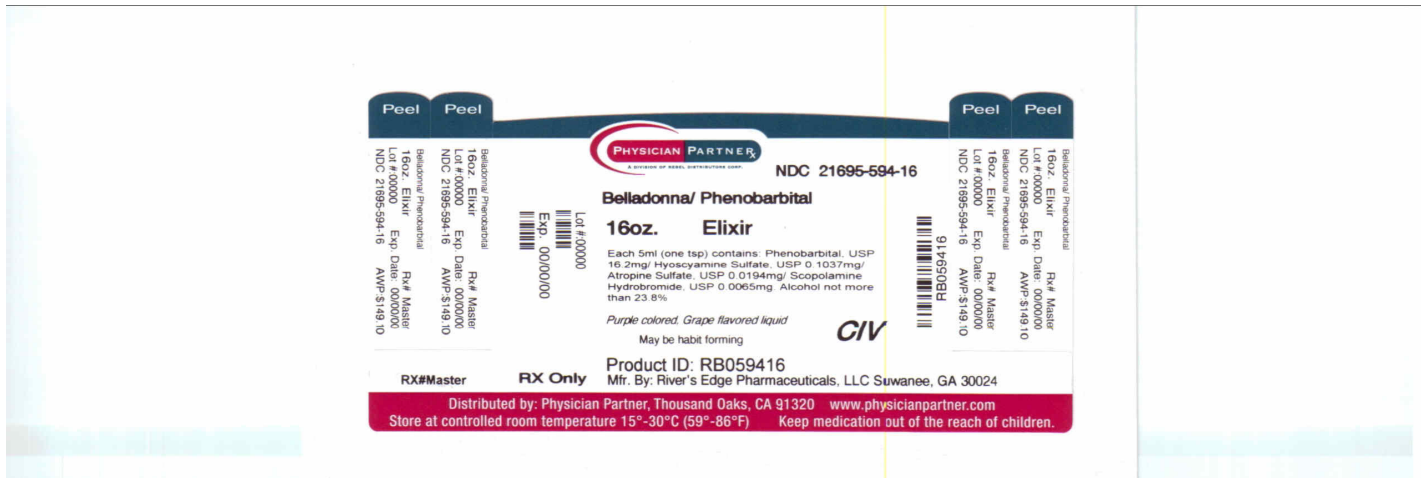 Peel
Belladonna/ Phenobarbital
16oz. Elixir Rx# Master
Lot #:00000 Exp. Date: 00/00/00
NDC 21695-594-16 AWP:$149.10
Peel
Belladonna/ Phenobarbital
16oz. Elixir Rx# Master
Lot #:00000 Exp. Date: 00/00/00
NDC 21695-594-16 AWP:$149.10
RX#Master
Lot #:00000
Exp. 00/00/00
PHYSICIAN PARTNERx
A DIVISION OF REBEL DISTRIBUTORS CORP.
NDC 21695-594-16
Belladonna/ Phenobarbital
16oz. Elixir
Each 5ml (one tsp) contains: Phenobarbital, USP
16.2mg/ Hyoscyamine Sulfate, USP 0.1037mg/
Atropine Sulfate, USP 0.0194mg/ Scopolamine
Hydrobromide, USP 0.0065mg. Alcohol not more
than 23.8%
Purple colored, Grape flavored liquid
May be habit forming
CIV
RX Only
Product ID: RB059416
Mfr. By: River's Edge Pharmaceuticals, LLC Suwanee, GA 30024
RB059416
Peel
Belladonna/ Phenobarbital
16oz. Elixir Rx# Master
Lot #:00000 Exp. Date: 00/00/00
NDC 21695-594-16 AWP:$149.10
Peel
Belladonna/ Phenobarbital
16oz. Elixir Rx# Master
Lot #:00000 Exp. Date: 00/00/00
NDC 21695-594-16 AWP:$149.10
Distributed by: Physician Partner, Thousand Oaks, CA 91320 www.physicianpartner.com
Store at controlled room temperature 15°-30°C (59°-86°F) Keep medication out of the reach of children.